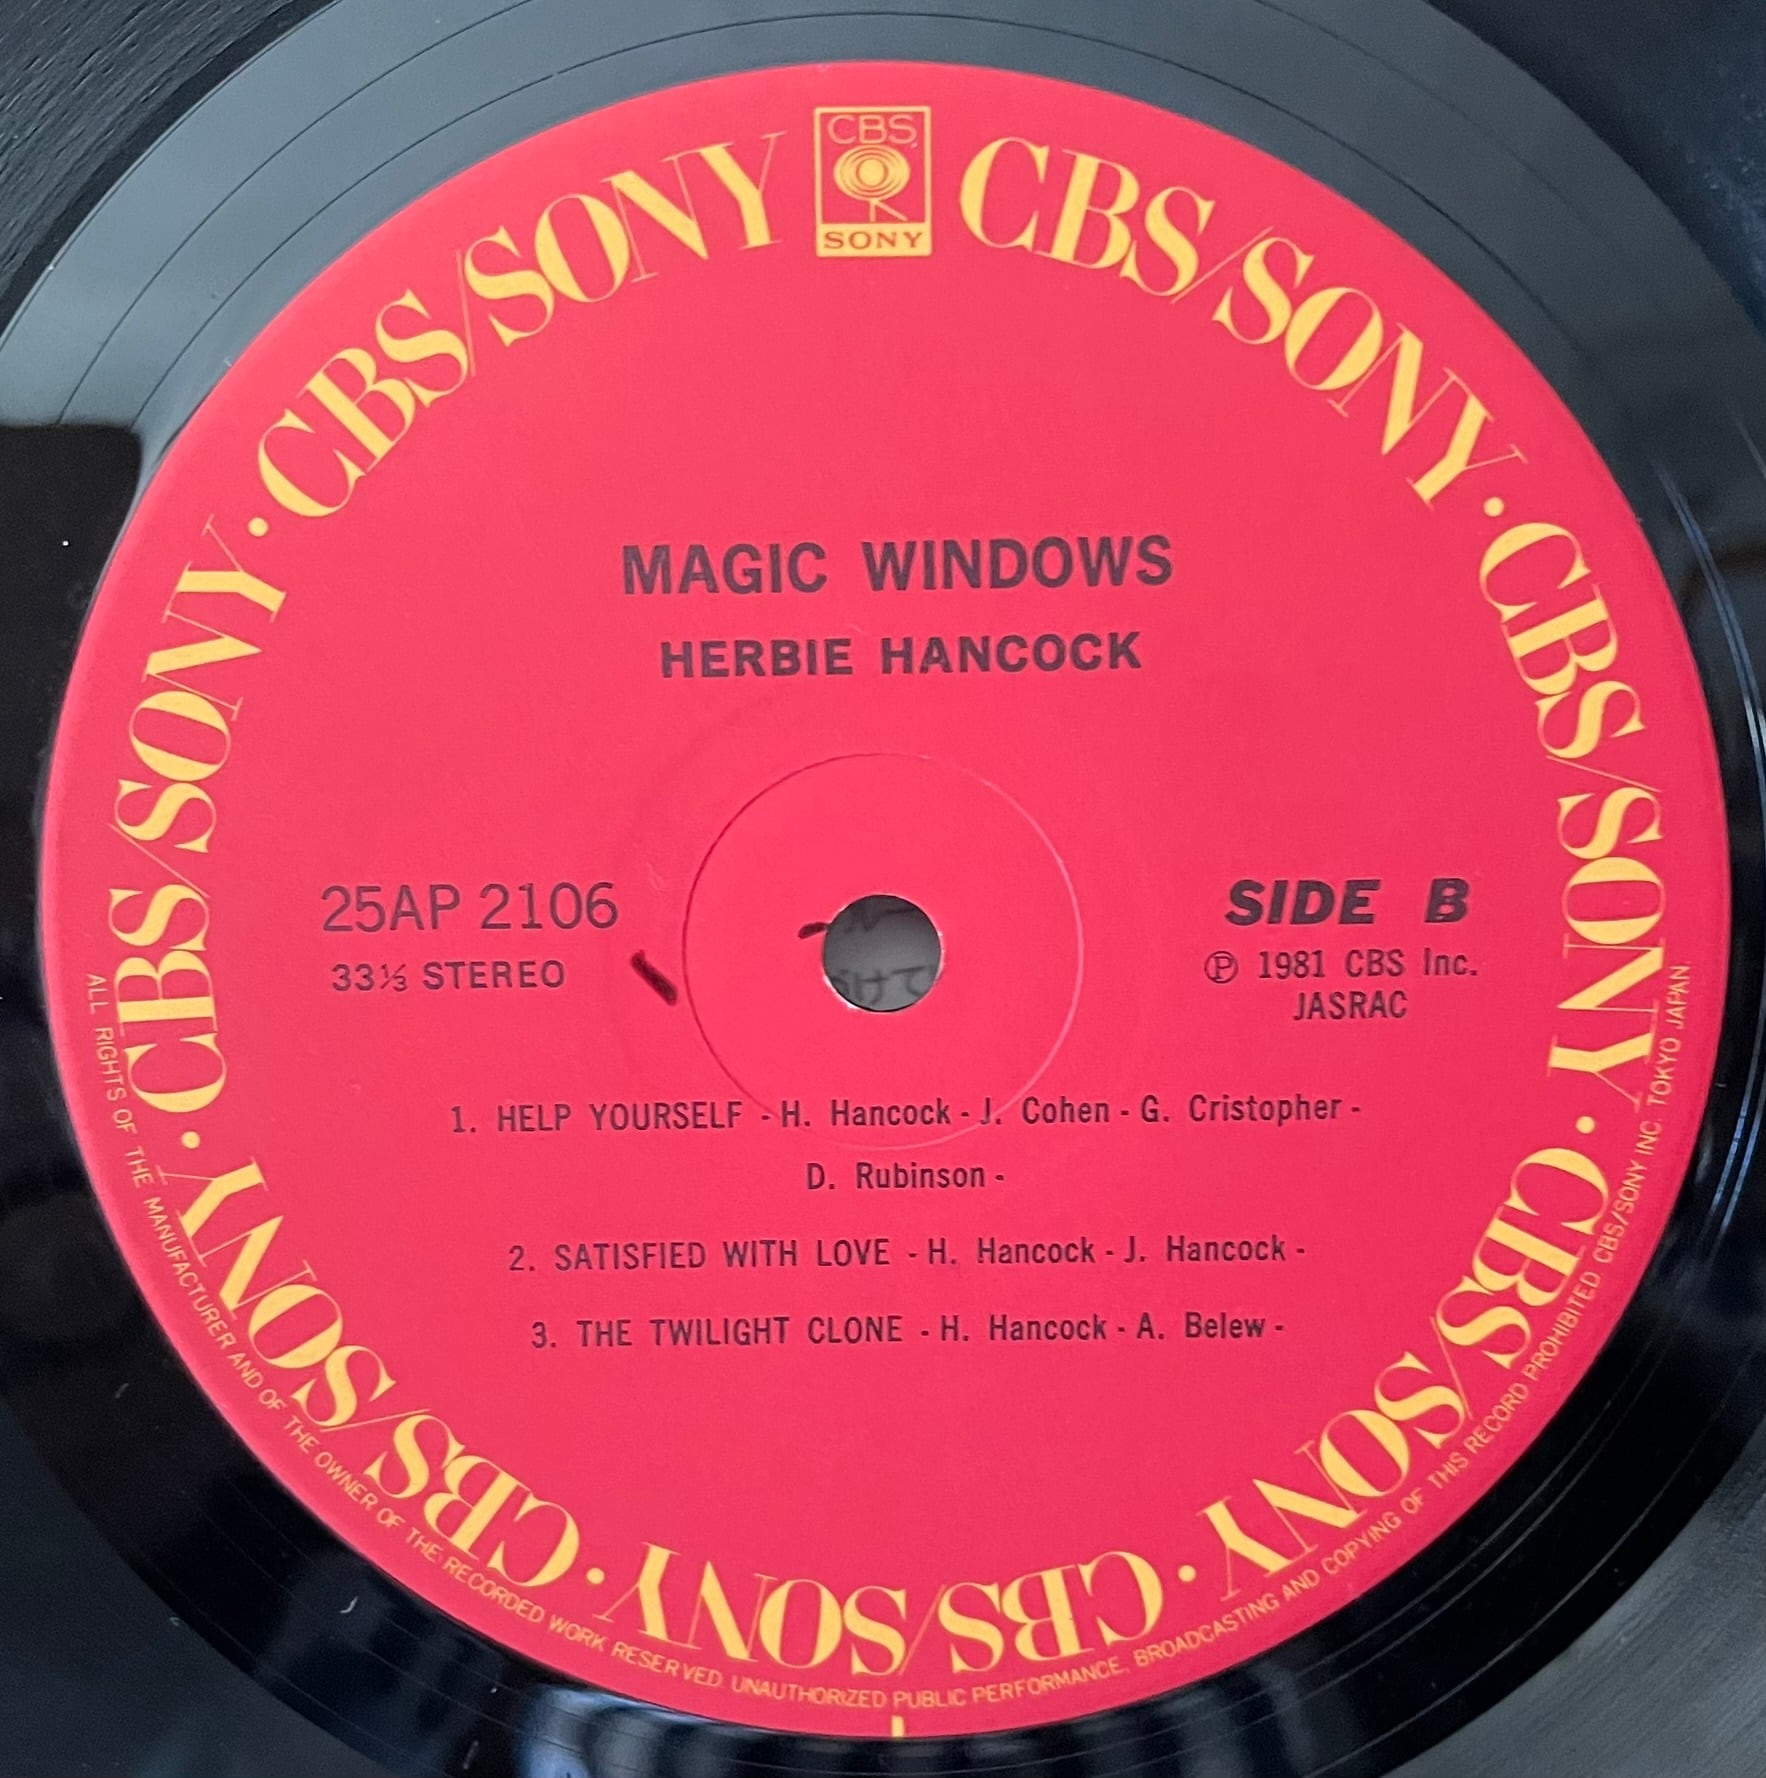 CBS
SONY
CBS/SONY · CBS/SONY · CBS/SONY · CBS/SONY · CBS/SONY · CBS/SONY · CBS/SONY
MAGIC WINDOWS
HERBIE HANCOCK
25AP 2106
33⅓ STEREO
SIDE B
Ⓟ 1981 CBS Inc.
JASRAC
けて
1. HELP YOURSELF - H. Hancock - J. Cohen - G. Cristopher -
D. Rubinson -
2. SATISFIED WITH LOVE - H. Hancock - J. Hancock -
3. THE TWILIGHT CLONE - H. Hancock - A. Belew -
ALL RIGHTS OF THE MANUFACTURER AND OF THE OWNER OF THE RECORDED WORK RESERVED. UNAUTHORIZED PUBLIC PERFORMANCE, BROADCASTING AND COPYING OF THIS RECORD PROHIBITED CBS/SONY INC. TOKYO JAPAN.